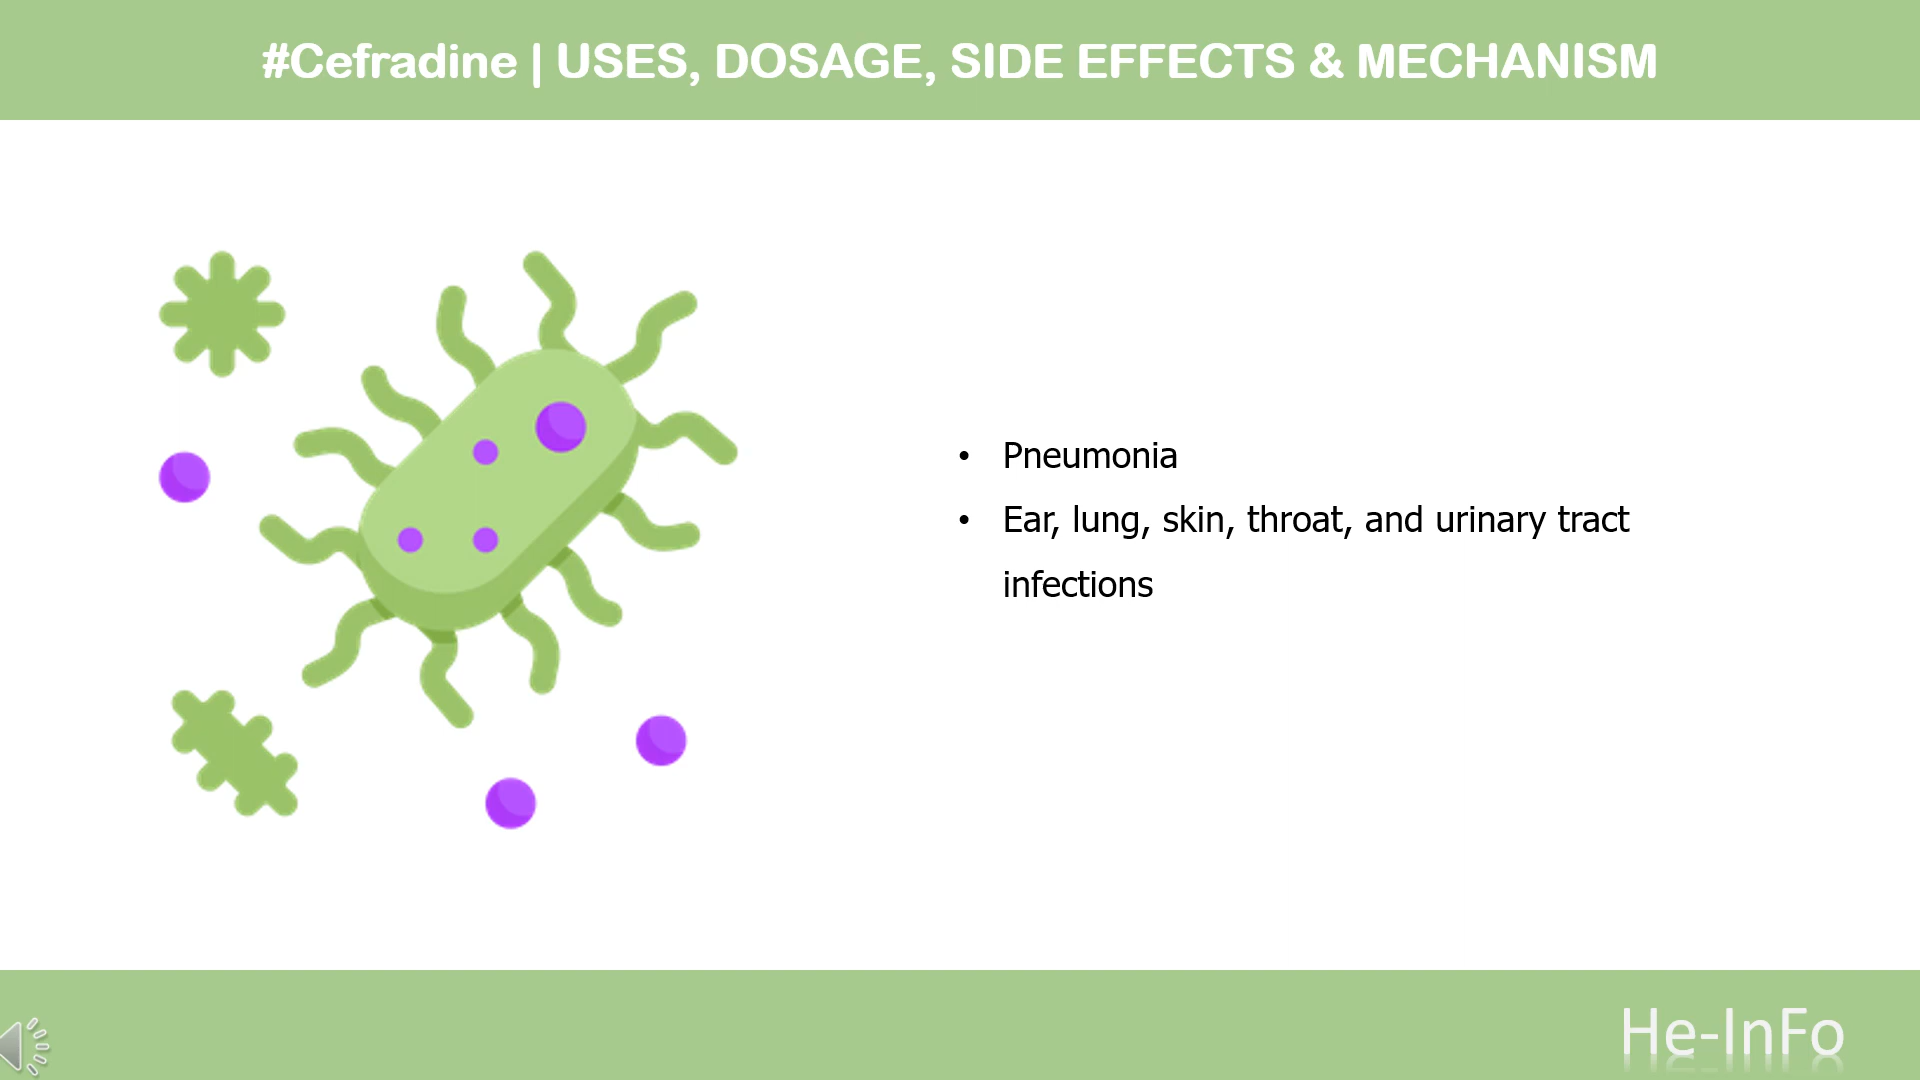 #Cefradine | USES, DOSAGE, SIDE EFFECTS & MECHANISM
• Pneumonia
• Ear, lung, skin, throat, and urinary tract
infections
He-InFo